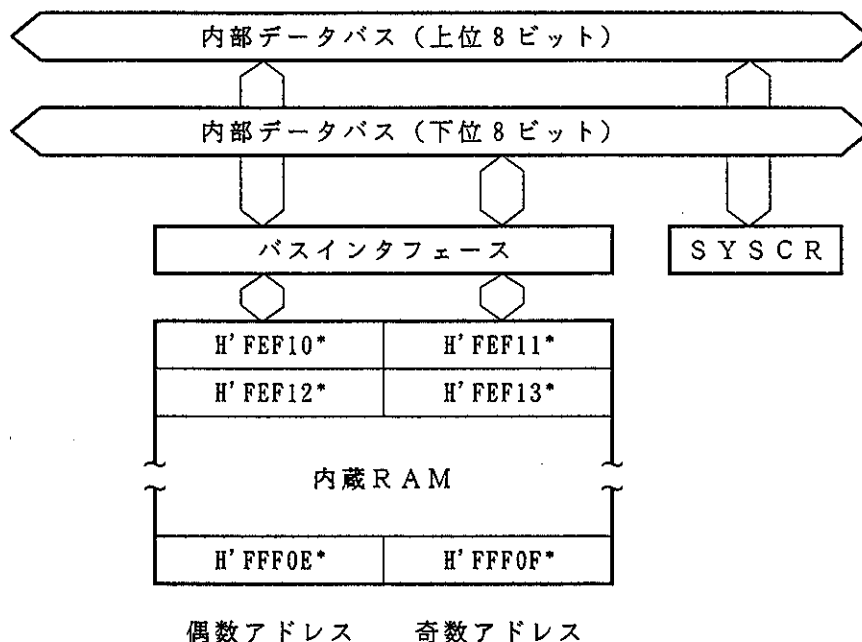 内部データバス（上位8ビット）
内部データバス（下位8ビット）
バスインタフェース
SYSCR
H'FEF10* H'FEF11*
H'FEF12* H'FEF13*
内蔵RAM
H'FFF0E* H'FFF0F*
偶数アドレス 奇数アドレス